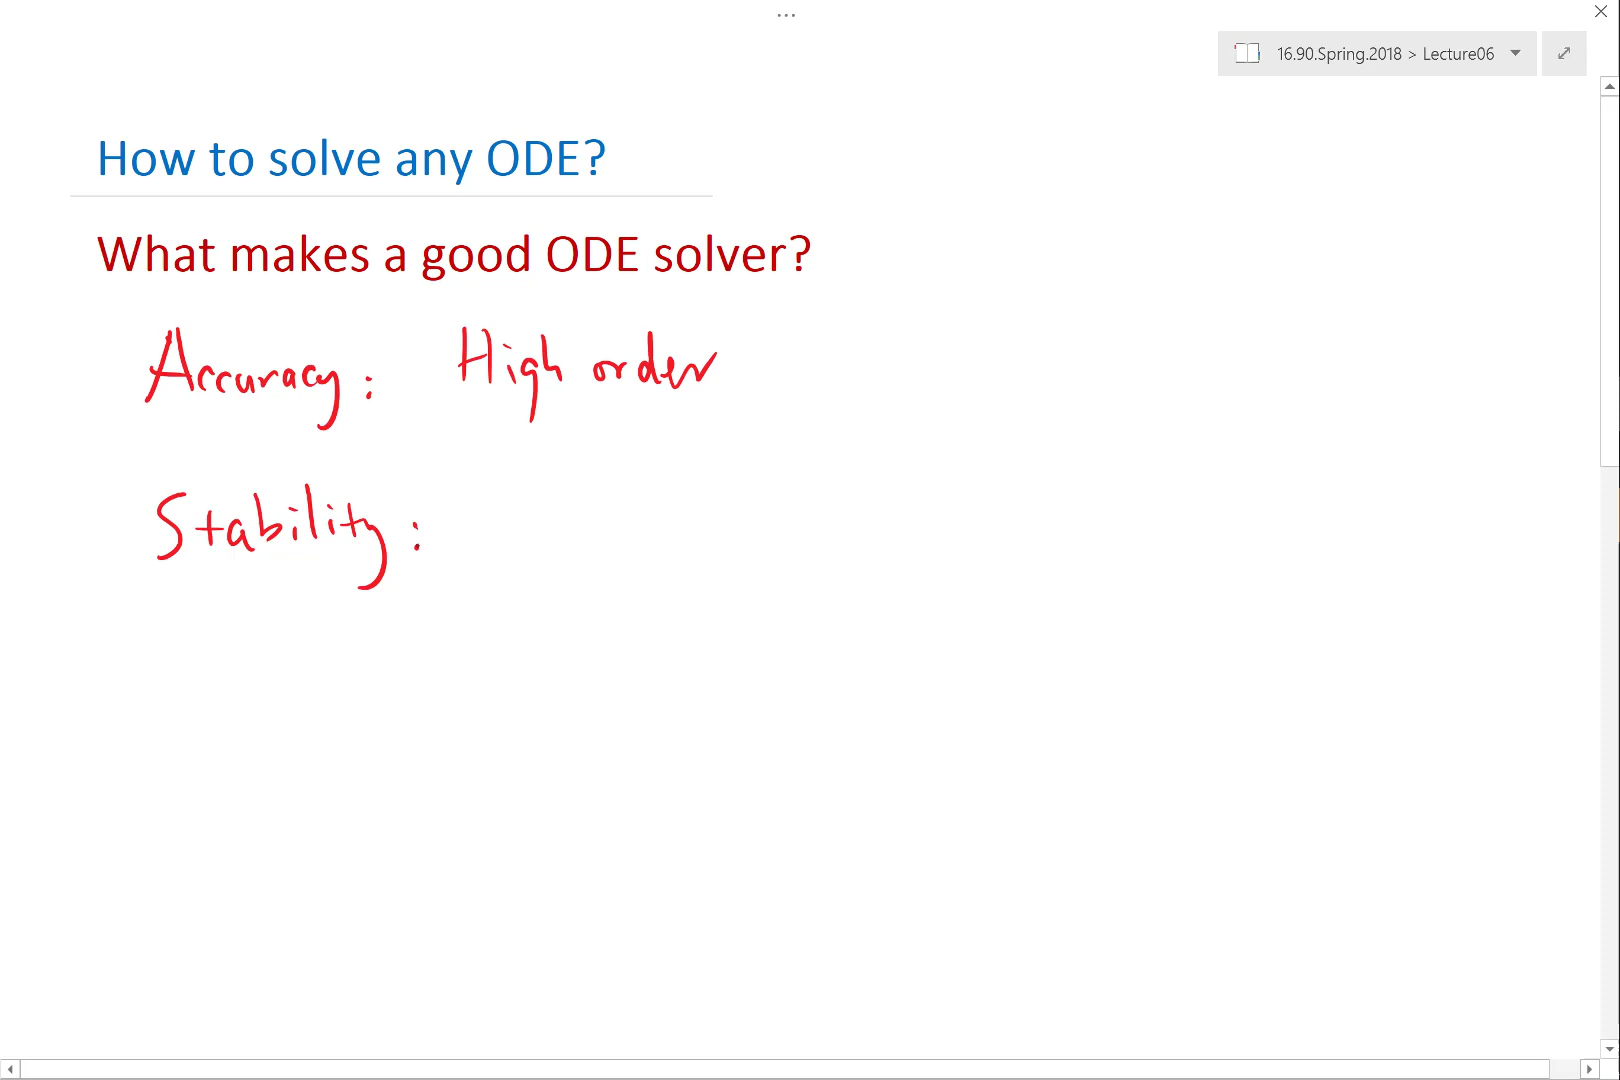 ...
16.90.Spring.2018 > Lecture06
How to solve any ODE?
What makes a good ODE solver?
Accuracy: High order
Stability: